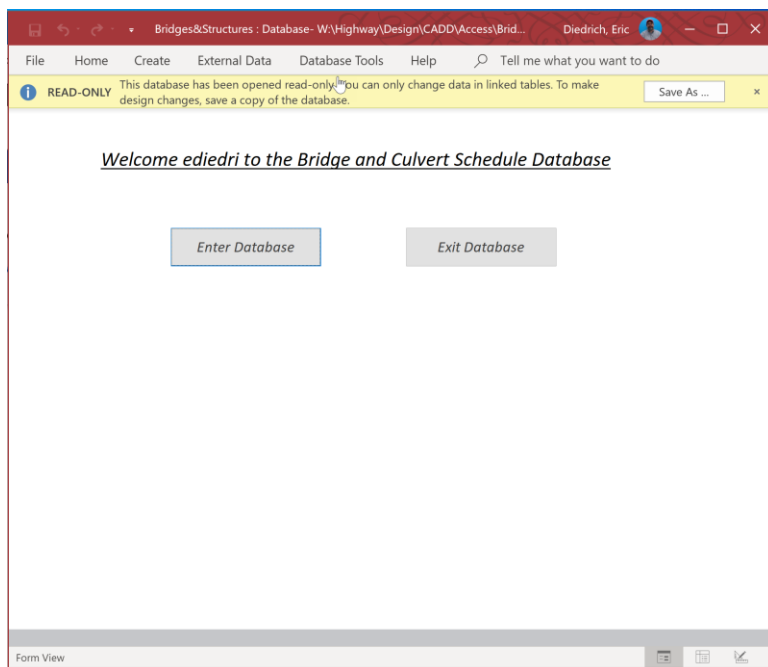 Bridges&Structures : Database- W:\Highway\Design\CADD\Access\Brid... Diedrich, Eric
File Home Create External Data Database Tools Help Tell me what you want to do
READ-ONLY This database has been opened read-only. You can only change data in linked tables. To make
design changes, save a copy of the database.
Save As ...
Welcome ediedri to the Bridge and Culvert Schedule Database
Enter Database Exit Database
Form View